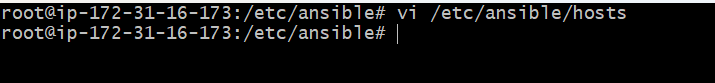 root@ip-172-31-16-173:/etc/ansible# vi /etc/ansible/hosts
root@ip-172-31-16-173:/etc/ansible#